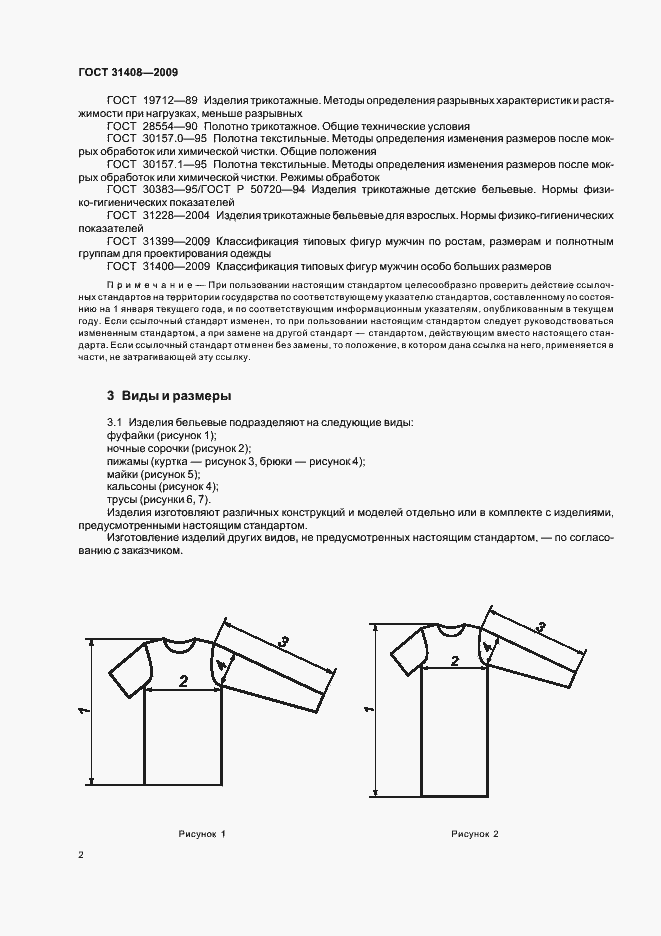 ГОСТ 31408—2009
ГОСТ 19712—89 Изделия трикотажные. Методы определения разрывных характеристик и растя-
жимости при нагрузках, меньше разрывных
ГОСТ 28554—90 Полотно трикотажное. Общие технические условия
ГОСТ 30157.0—95 Полотна текстильные. Методы определения изменения размеров после мок-
рых обработок или химической чистки. Общие положения
ГОСТ 30157.1—95 Полотна текстильные. Методы определения изменения размеров после мок-
рых обработок или химической чистки. Режимы обработок
ГОСТ 30383—95/ГОСТ Р 50720—94 Изделия трикотажные детские бельевые. Нормы физи-
ко-гигиенических показателей
ГОСТ 31228—2004 Изделия трикотажные бельевые для взрослых. Нормы физико-гигиенических
показателей
ГОСТ 31399—2009 Классификация типовых фигур мужчин по ростам, размерам и полнотным
группам для проектирования одежды
ГОСТ 31400—2009 Классификация типовых фигур мужчин особо больших размеров
Примечание — При пользовании настоящим стандартом целесообразно проверить действие ссылоч-
ных стандартов на территории государства по соответствующему указателю стандартов, составленному по состоя-
нию на 1 января текущего года, и по соответствующим информационным указателям, опубликованным в текущем
году. Если ссылочный стандарт изменен, то при пользовании настоящим стандартом следует руководствоваться
измененным стандартом, а при замене на другой стандарт — стандартом, действующим вместо настоящего стан-
дарта. Если ссылочный стандарт отменен без замены, то положение, в котором дана ссылка на него, применяется в
части, не затрагивающей эту ссылку.
3 Виды и размеры
3.1 Изделия бельевые подразделяют на следующие виды:
фуфайки (рисунок 1);
ночные сорочки (рисунок 2);
пижамы (куртка — рисунок 3, брюки — рисунок 4);
майки (рисунок 5);
кальсоны (рисунок 4);
трусы (рисунки 6, 7).
Изделия изготовляют различных конструкций и моделей отдельно или в комплекте с изделиями,
предусмотренными настоящим стандартом.
Изготовление изделий других видов, не предусмотренных настоящим стандартом, — по согласо-
ванию с заказчиком.
1
2
3
4
1
2
3
4
Рисунок 1
Рисунок 2
2